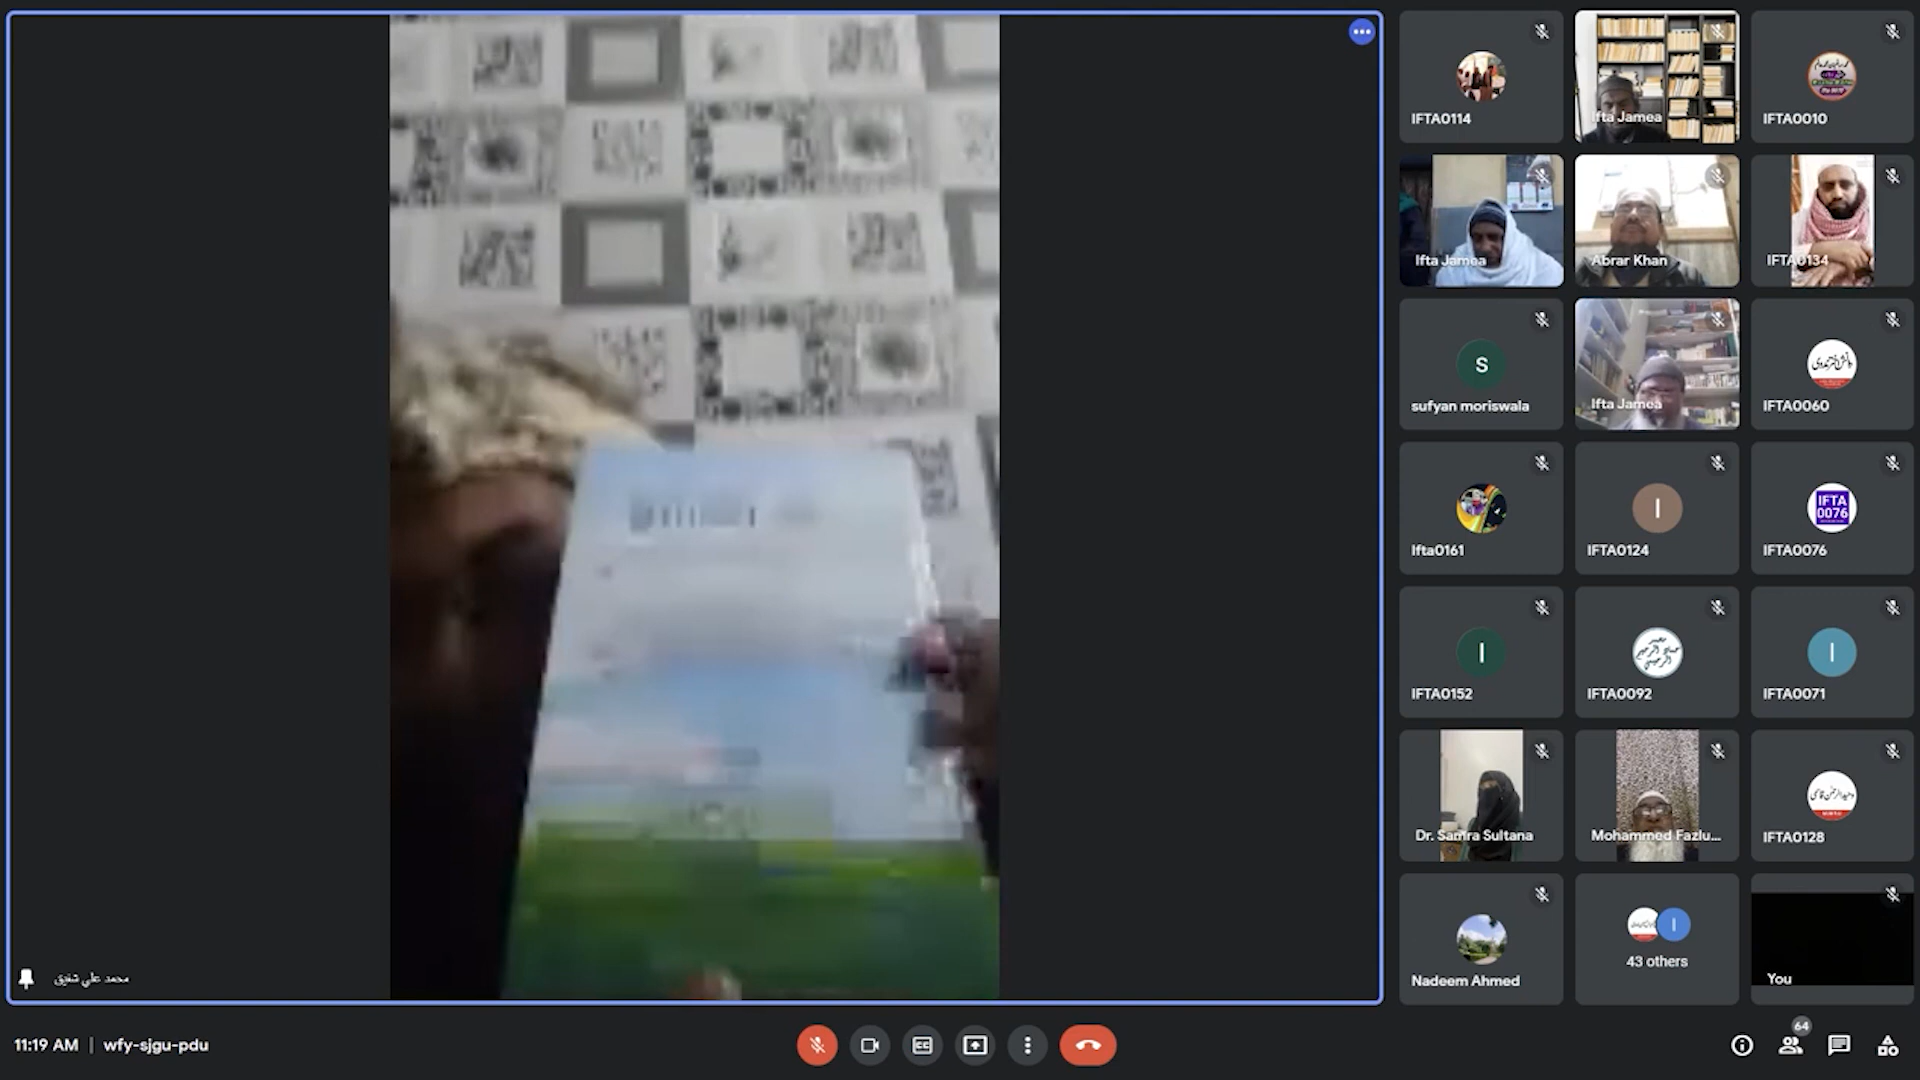 IFTA0114
Ifta Jamea
IFTA0010
Ifta Jamea
Abrar Khan
IFTA0134
S
sufyan moriswala
Ifta Jamea
IFTA0060
Ifta0161
I
IFTA0124
IFTA
0076
IFTA0076
I
IFTA0152
IFTA0092
I
IFTA0071
Dr. Samra Sultana
Mohammed Fazlu...
IFTA0128
Nadeem Ahmed
I
43 others
You
محمد علي شفيق
11:19 AM | wfy-sjgu-pdu
CC
64